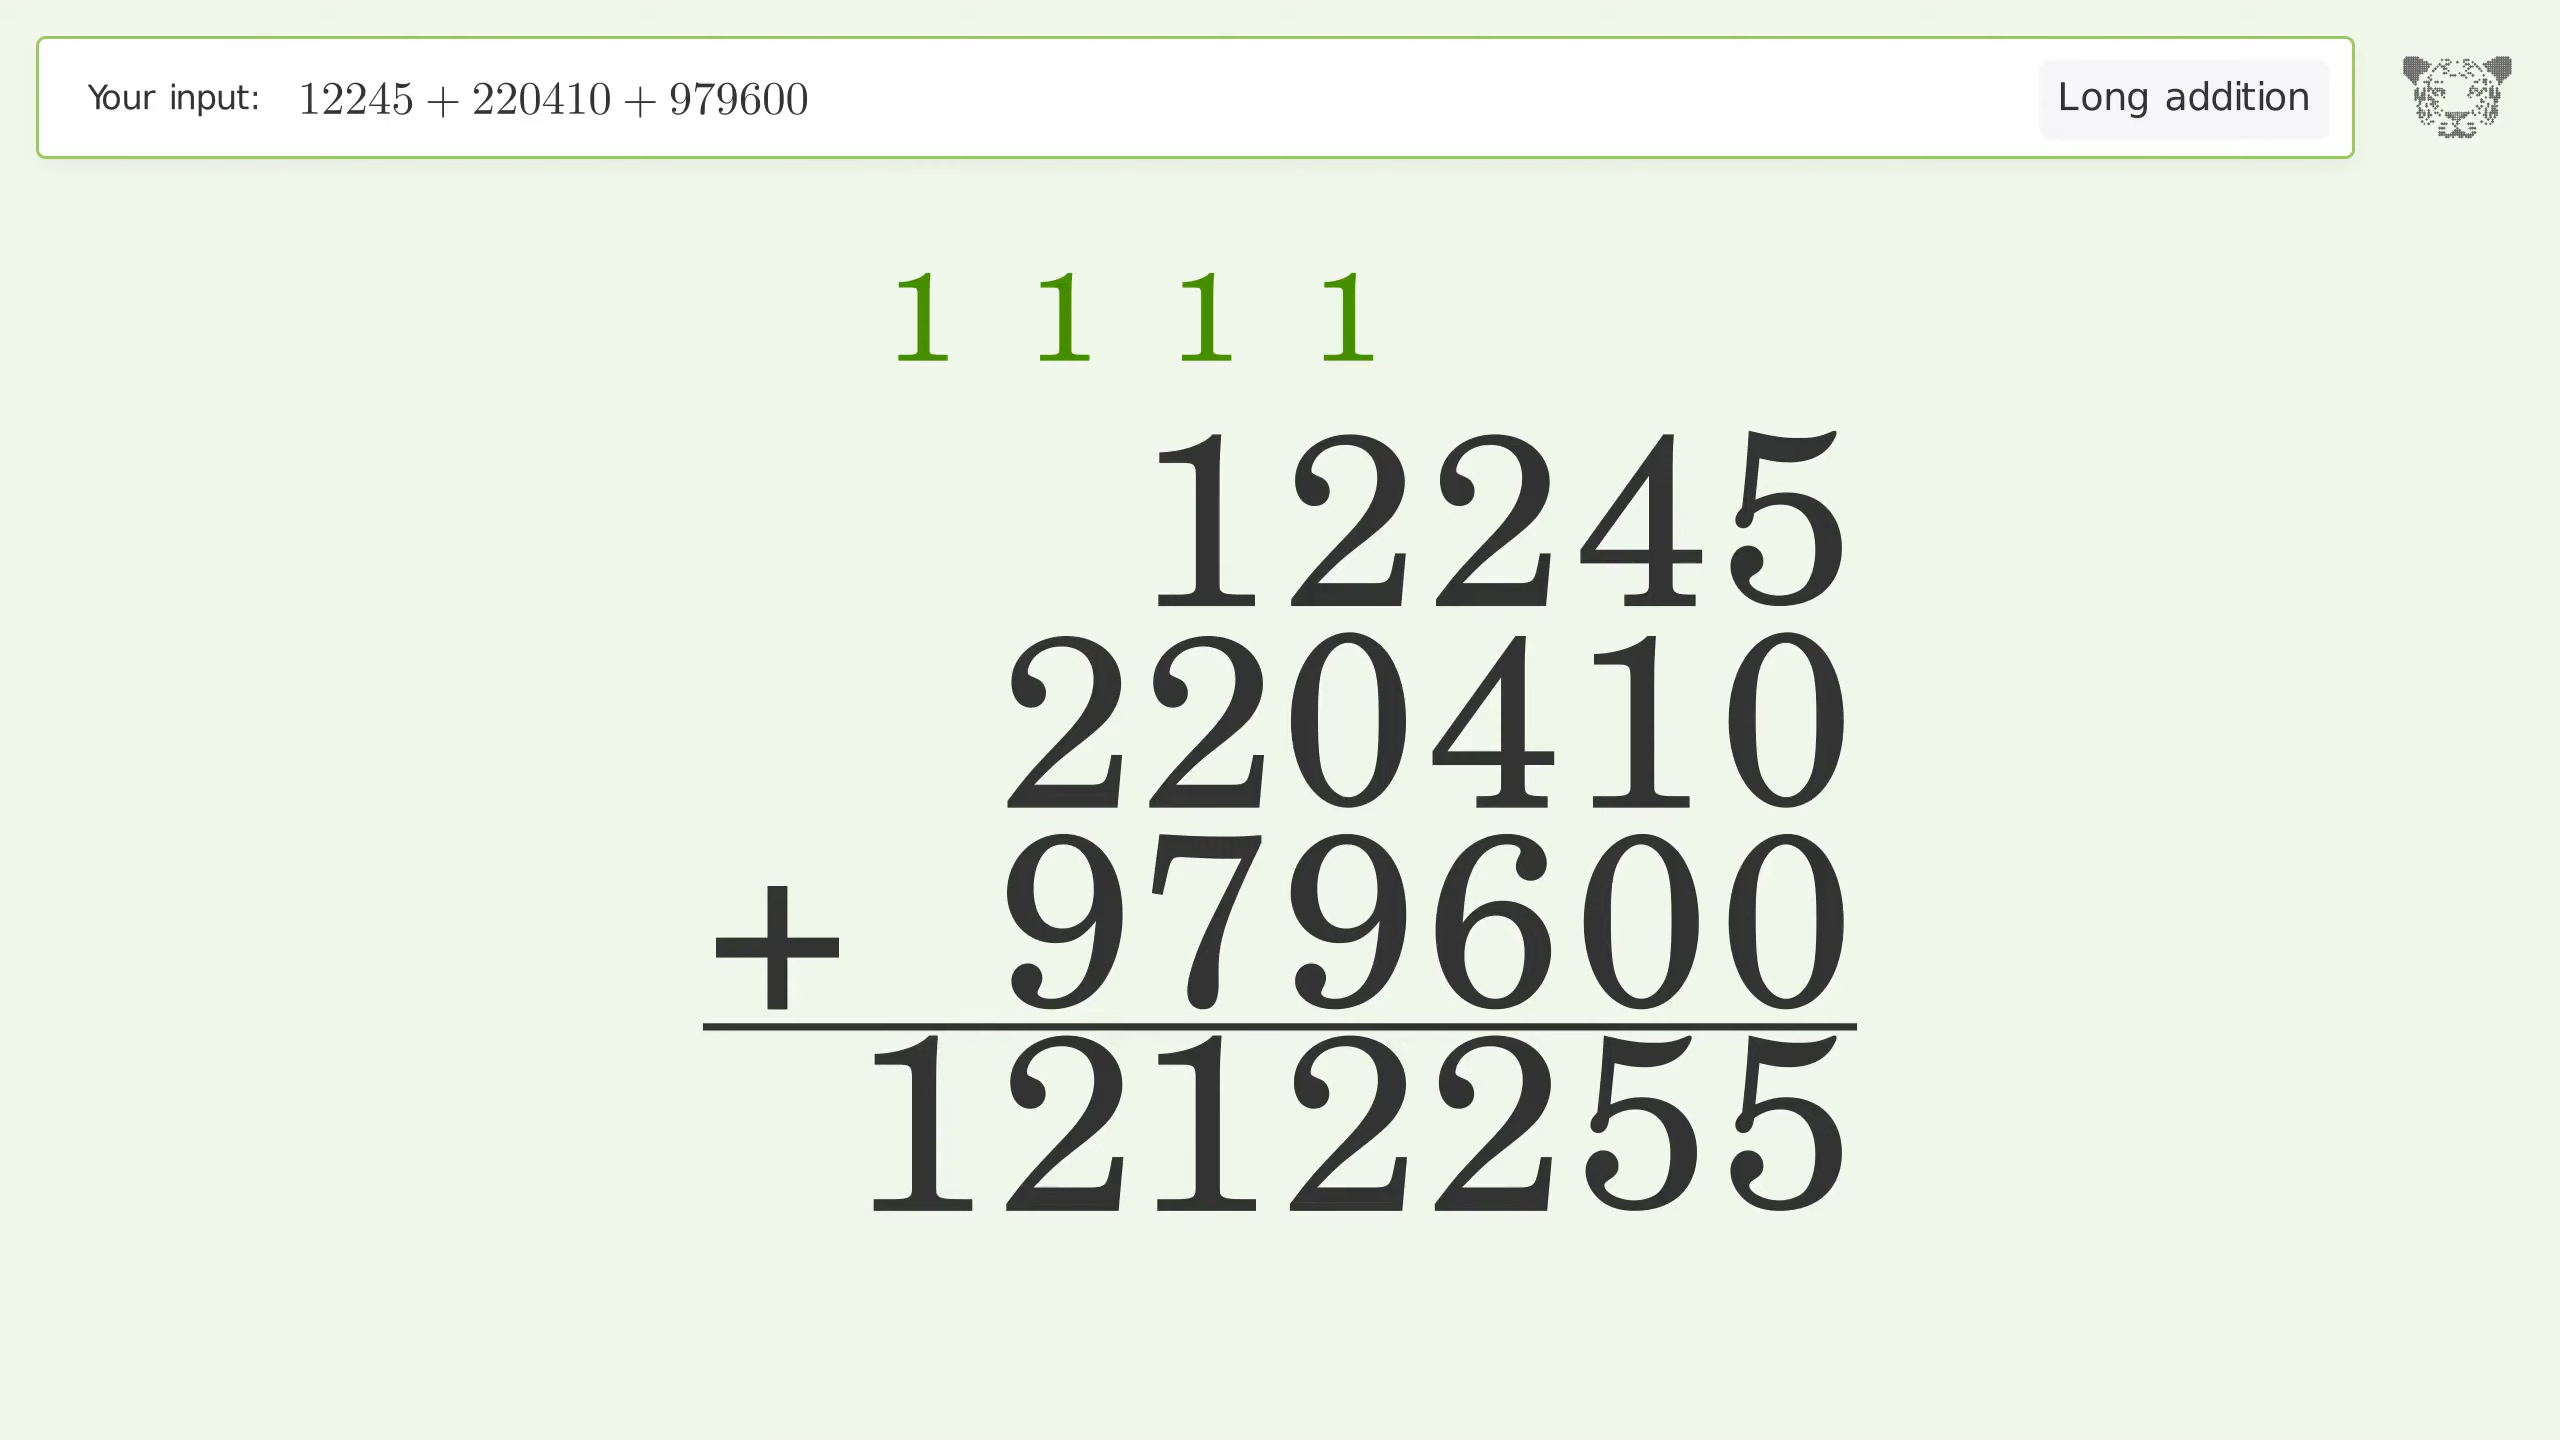 Your input: 12245 + 220410 + 979600 Long addition
1 1 1 1
12245
220410
+ 979600
1212255